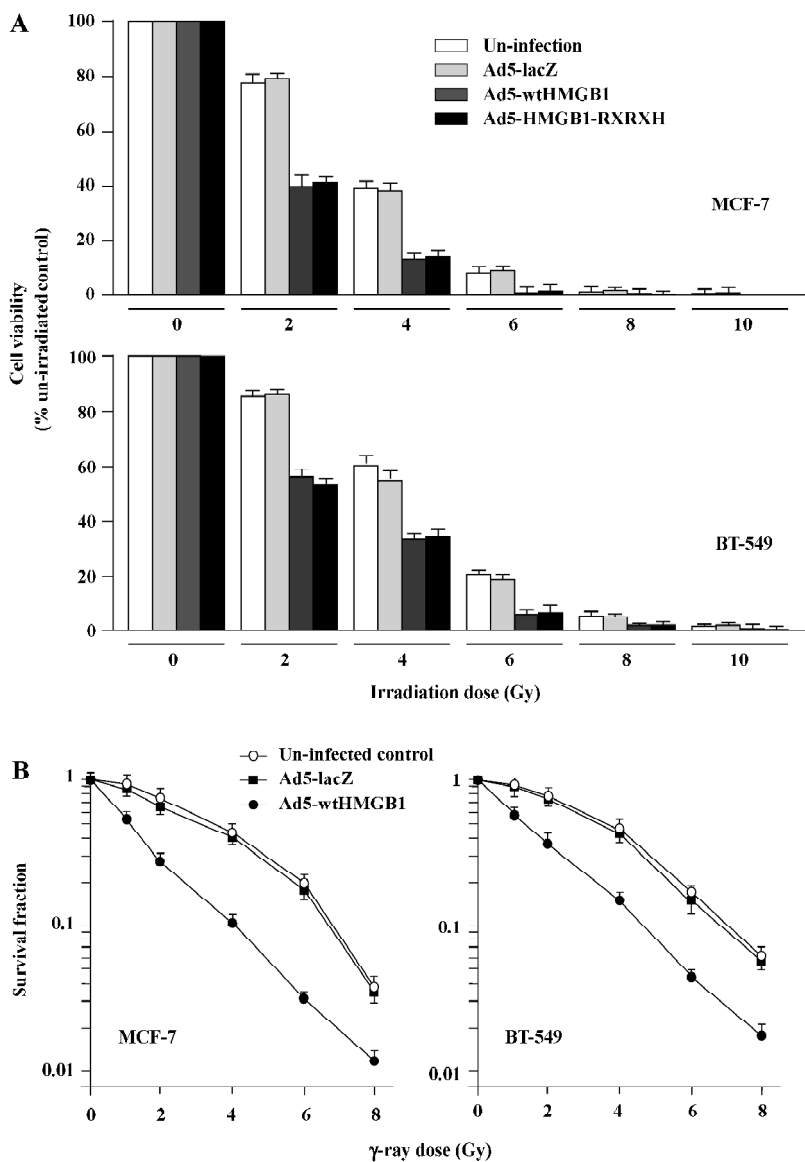 A
Un-infection
Ad5-lacZ
Ad5-wtHMGB1
Ad5-HMGB1-RXRXH
100
80
60
40
20
0
MCF-7
0 2 4 6 8 10
Cell viability
(% un-irradiated control)
100
80
60
40
20
0
BT-549
0 2 4 6 8 10
Irradiation dose (Gy)
B
Un-infected control
Ad5-lacZ
Ad5-wtHMGB1
Survival fraction
1
0.1
0.01
MCF-7
0 2 4 6 8
1
0.1
0.01
BT-549
0 2 4 6 8
γ-ray dose (Gy)